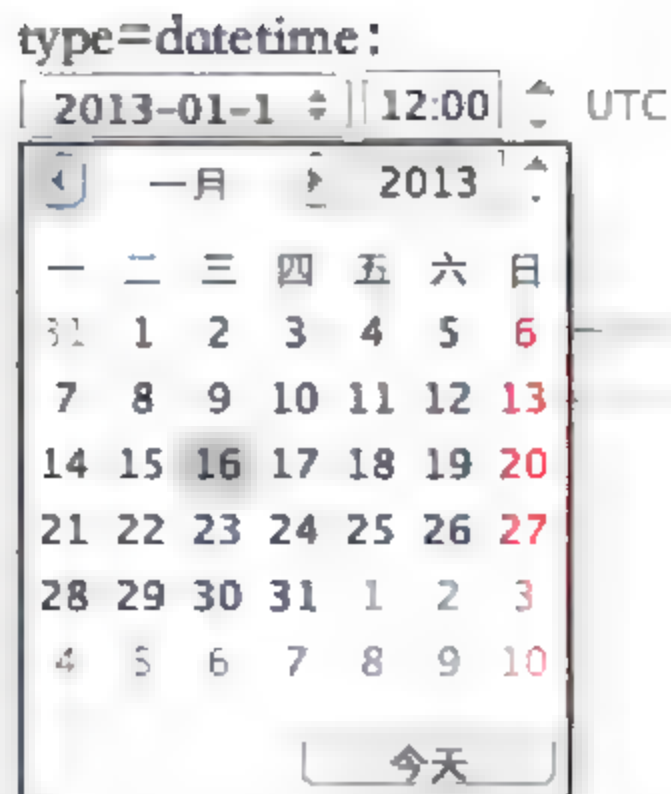 type=datetime:
2013-01-1 12:00 UTC
一月 2013
一 二 三 四 五 六 日
31 1 2 3 4 5 6
7 8 9 10 11 12 13
14 15 16 17 18 19 20
21 22 23 24 25 26 27
28 29 30 31 1 2 3
4 5 6 7 8 9 10
今天